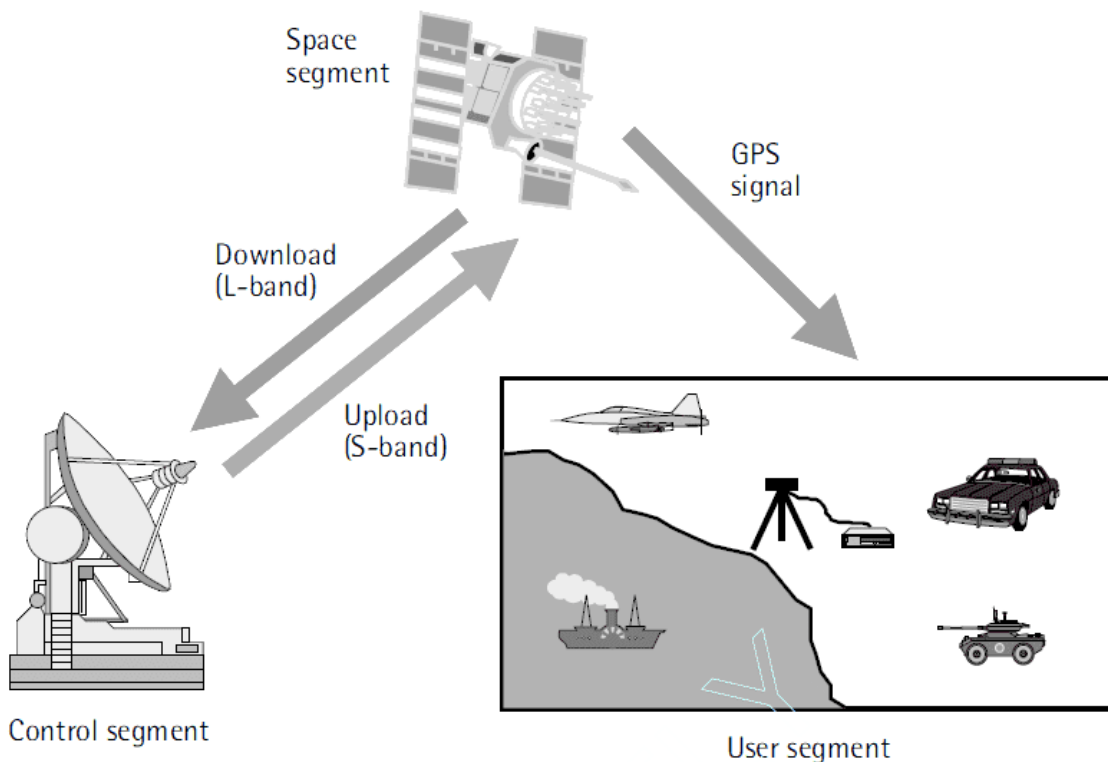 Space
segment
GPS
signal
Download
(L-band)
Upload
(S-band)
Control segment
User segment